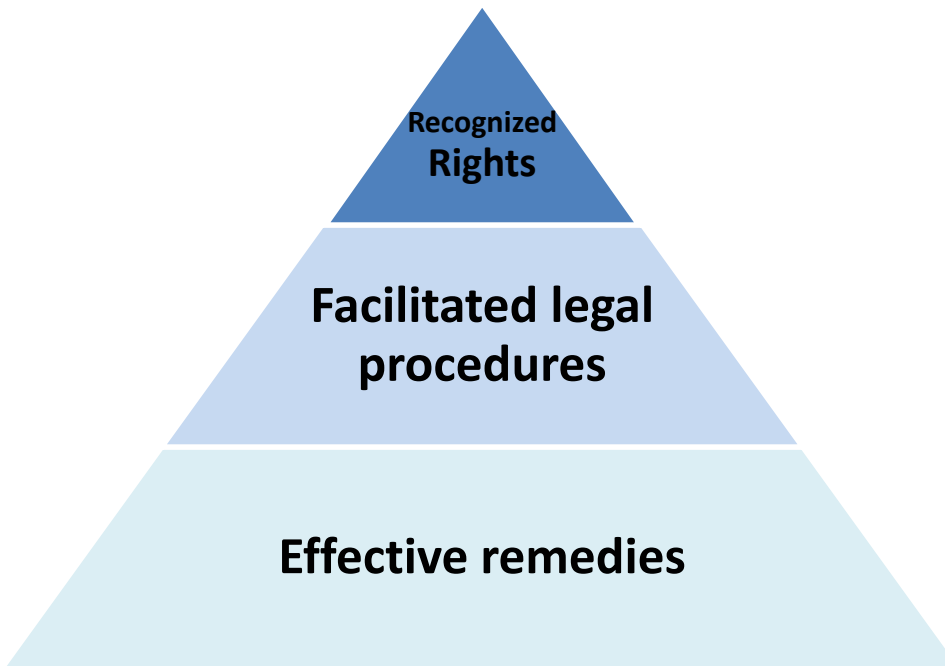 Recognized
Rights
Facilitated legal
procedures
Effective remedies